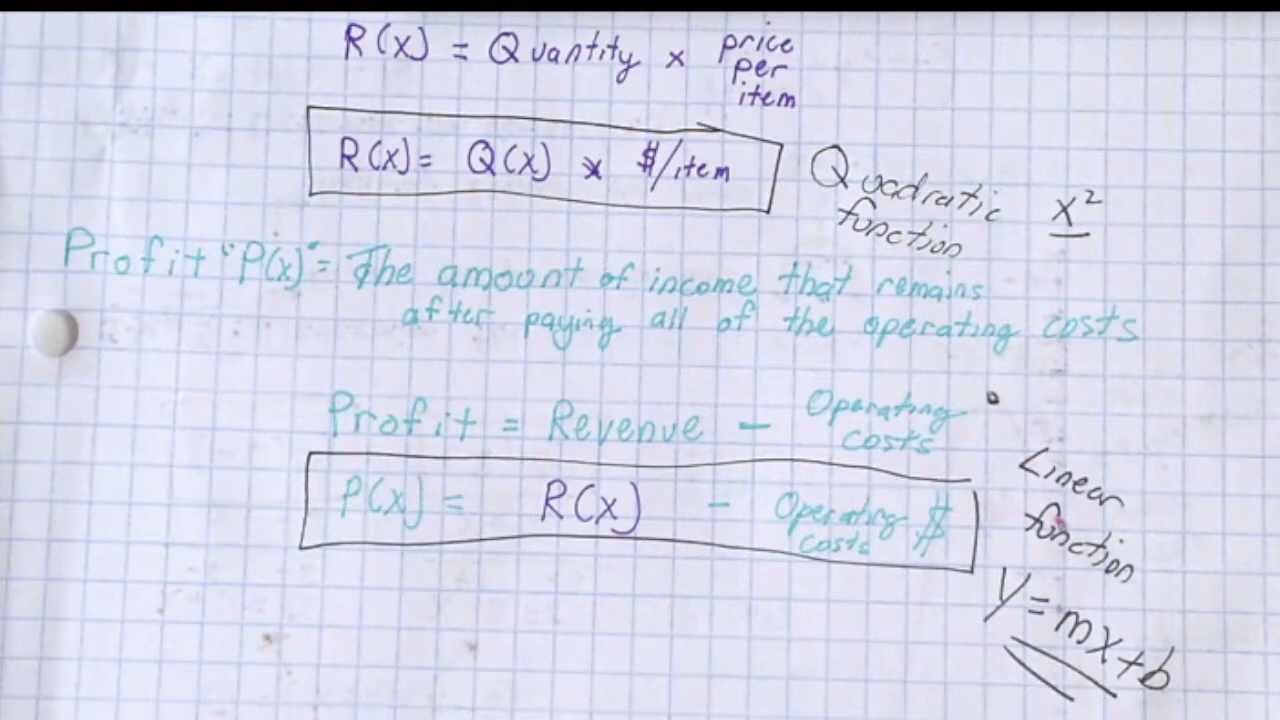 R(x) = Quantity x price
per
item
R(x) = Q(x) x $/item
Quadratic x²
function
Profit "P(x)" = The amount of income that remains
after paying all of the operating costs
Profit = Revenue - Operating
costs
P(x) = R(x) - Operating $
costs
Linear
function
y = mx + b